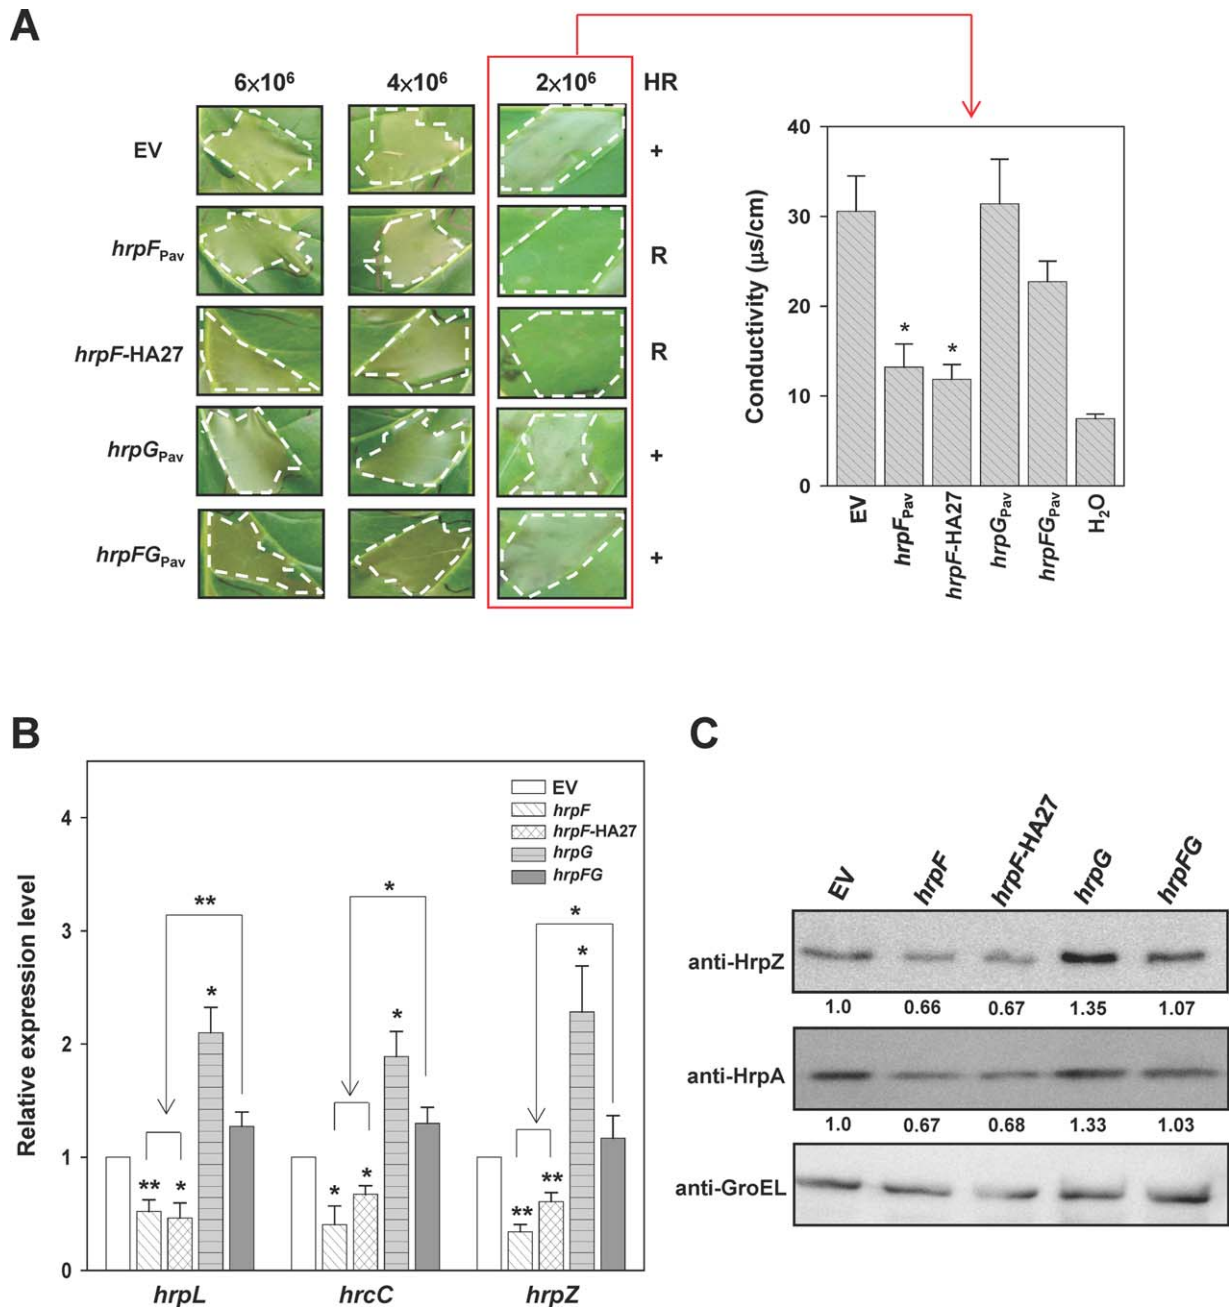 A
6×10⁶ 4×10⁶ 2×10⁶ HR
EV +
hrpF_Pav R
hrpF-HA27 R
hrpG_Pav +
hrpFG_Pav +
Conductivity (μs/cm)
40
30
20
10
0
* *
EV hrpF_Pav hrpF-HA27 hrpG_Pav hrpFG_Pav H₂O
B
Relative expression level
4
3
2
1
0
EV
hrpF
hrpF-HA27
hrpG
hrpFG
** * *
* * *
** * * * ** **
hrpL hrcC hrpZ
C
EV hrpF hrpF-HA27 hrpG hrpFG
anti-HrpZ
1.0 0.66 0.67 1.35 1.07
anti-HrpA
1.0 0.67 0.68 1.33 1.03
anti-GroEL